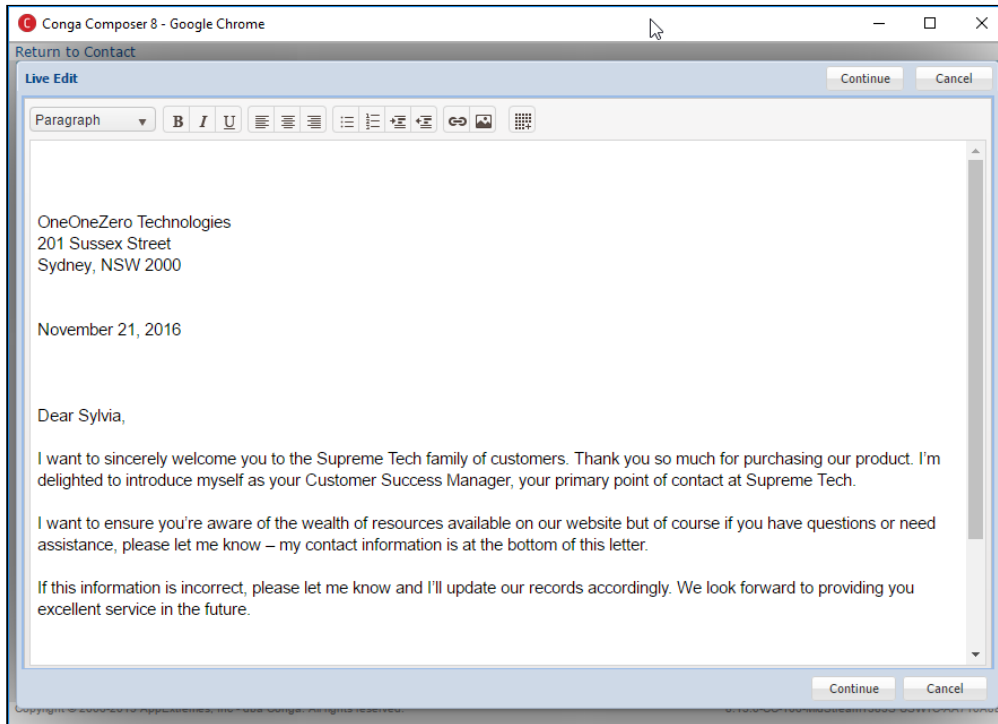 Conga Composer 8 - Google Chrome
Return to Contact
Live Edit
Continue
Cancel
Paragraph
B I U
OneOneZero Technologies
201 Sussex Street
Sydney, NSW 2000
November 21, 2016
Dear Sylvia,
I want to sincerely welcome you to the Supreme Tech family of customers. Thank you so much for purchasing our product. I’m
delighted to introduce myself as your Customer Success Manager, your primary point of contact at Supreme Tech.
I want to ensure you’re aware of the wealth of resources available on our website but of course if you have questions or need
assistance, please let me know – my contact information is at the bottom of this letter.
If this information is incorrect, please let me know and I’ll update our records accordingly. We look forward to providing you
excellent service in the future.
Continue
Cancel